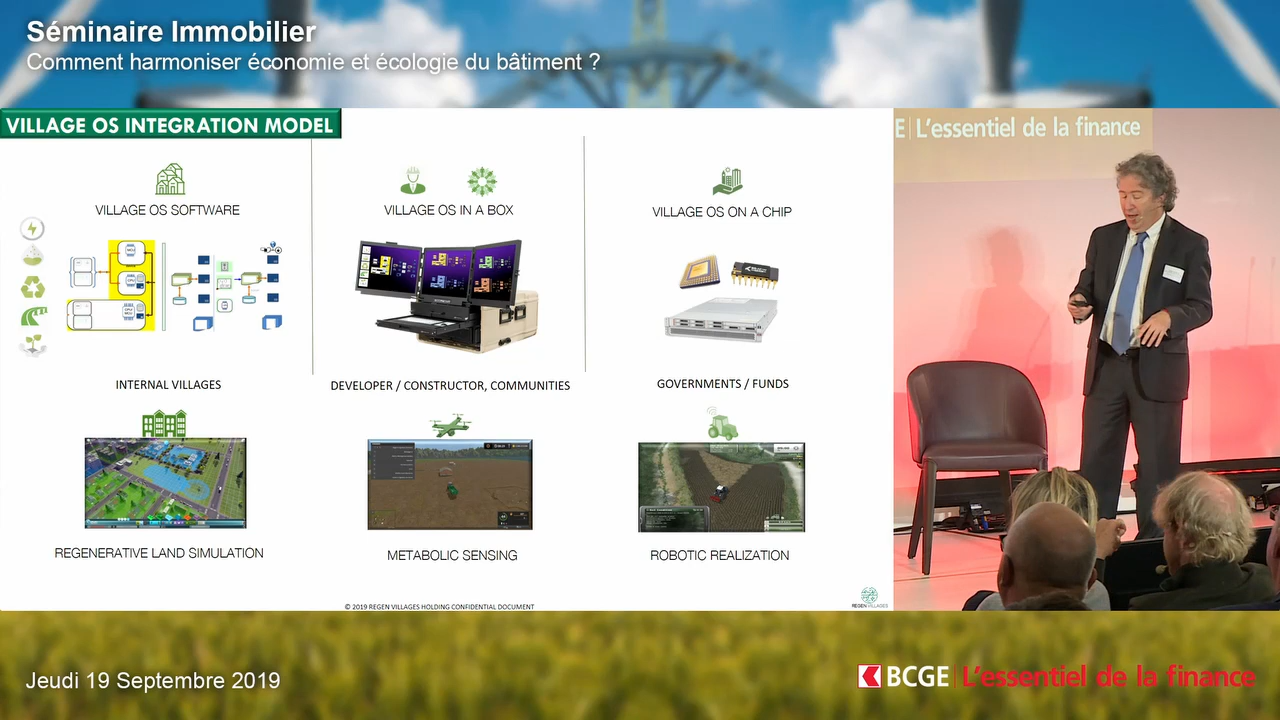 Séminaire Immobilier
Comment harmoniser économie et écologie du bâtiment ?
VILLAGE OS INTEGRATION MODEL
E | L'essentiel de la finance
VILLAGE OS SOFTWARE
VILLAGE OS IN A BOX
VILLAGE OS ON A CHIP
INTERNAL VILLAGES
DEVELOPER / CONSTRUCTOR, COMMUNITIES
GOVERNMENTS / FUNDS
REGENERATIVE LAND SIMULATION
METABOLIC SENSING
ROBOTIC REALIZATION
© 2019 REGEN VILLAGES HOLDING CONFIDENTIAL DOCUMENT
REGEN VILLAGES
Jeudi 19 Septembre 2019
BCGE | L'essentiel de la finance